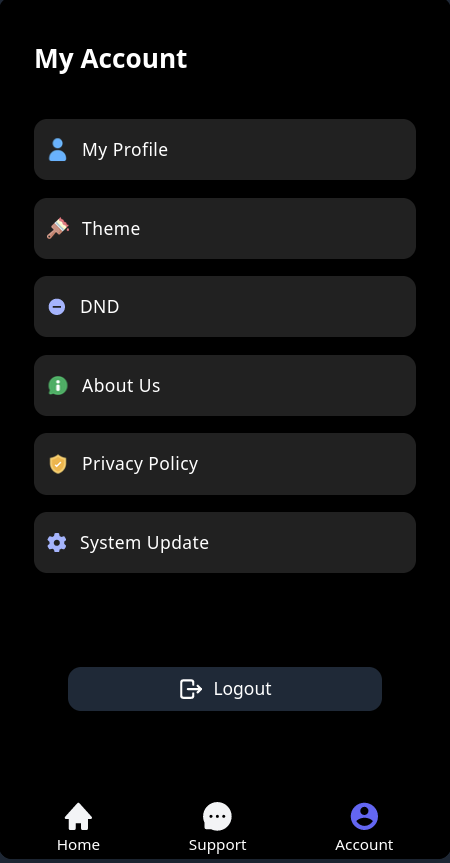 My Account
My Profile
Theme
DND
About Us
Privacy Policy
System Update
Logout
Home
Support
Account